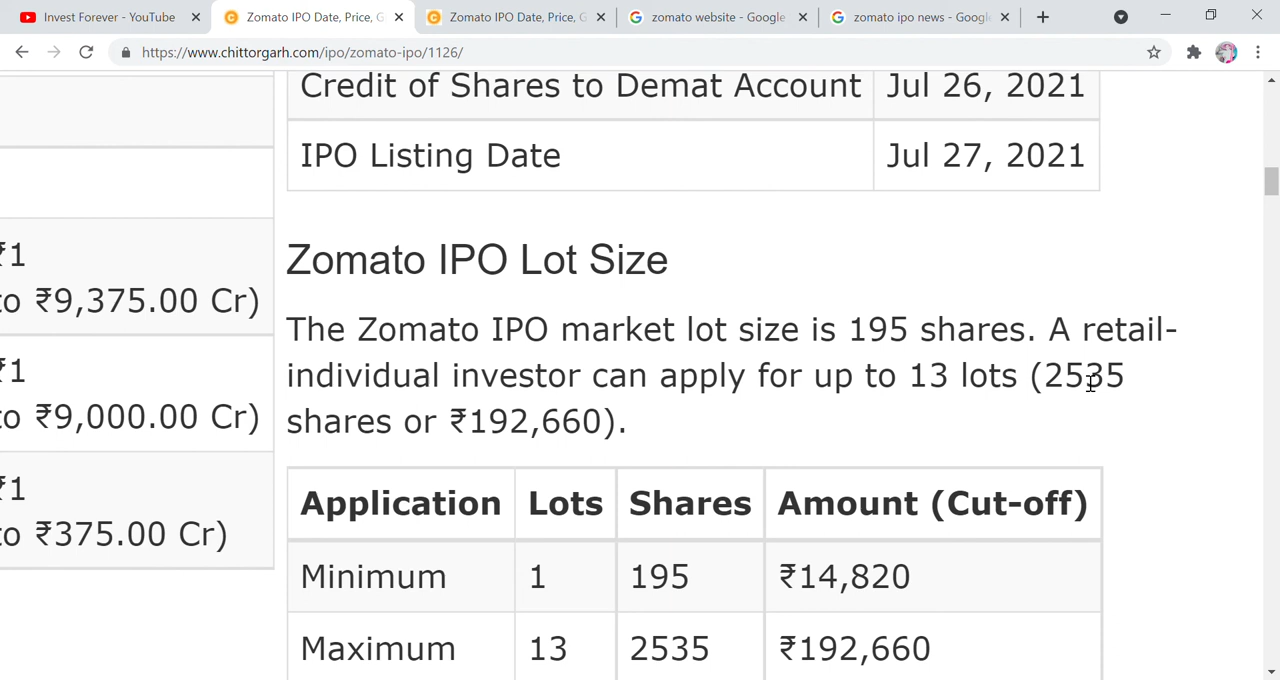 Invest Forever - YouTube
Zomato IPO Date, Price, G
Zomato IPO Date, Price, G
zomato website - Google
zomato ipo news - Google
https://www.chittorgarh.com/ipo/zomato-ipo/1126/
Credit of Shares to Demat Account Jul 26, 2021
IPO Listing Date Jul 27, 2021
₹1
to ₹9,375.00 Cr)
₹1
to ₹9,000.00 Cr)
₹1
to ₹375.00 Cr)
Zomato IPO Lot Size
The Zomato IPO market lot size is 195 shares. A retail-
individual investor can apply for up to 13 lots (2535
shares or ₹192,660).
Application Lots Shares Amount (Cut-off)
Minimum 1 195 ₹14,820
Maximum 13 2535 ₹192,660